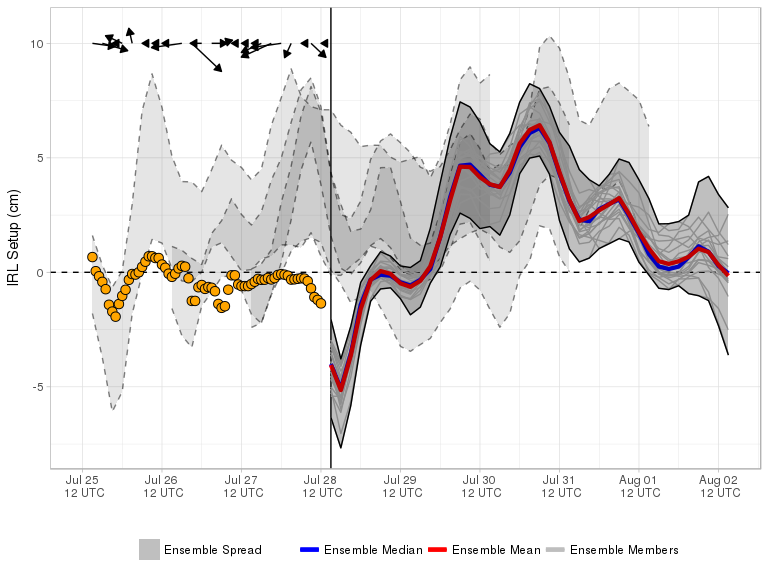 10
5
0
-5
IRL Setup (cm)
Jul 25 Jul 26 Jul 27 Jul 28 Jul 29 Jul 30 Jul 31 Aug 01 Aug 02
12 UTC 12 UTC 12 UTC 12 UTC 12 UTC 12 UTC 12 UTC 12 UTC 12 UTC
Ensemble Spread Ensemble Median Ensemble Mean Ensemble Members